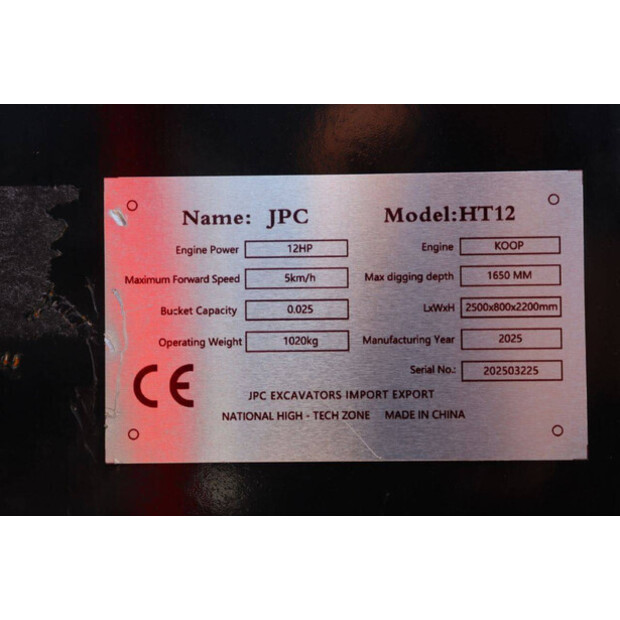 Name: JPC Model:HT12
Engine Power 12HP Engine KOOP
Maximum Forward Speed 5km/h Max digging depth 1650 MM
Bucket Capacity 0.025 LxWxH 2500x800x2200mm
Operating Weight 1020kg Manufacturing Year 2025
Serial No.: 202503225
CE
JPC EXCAVATORS IMPORT EXPORT
NATIONAL HIGH - TECH ZONE MADE IN CHINA